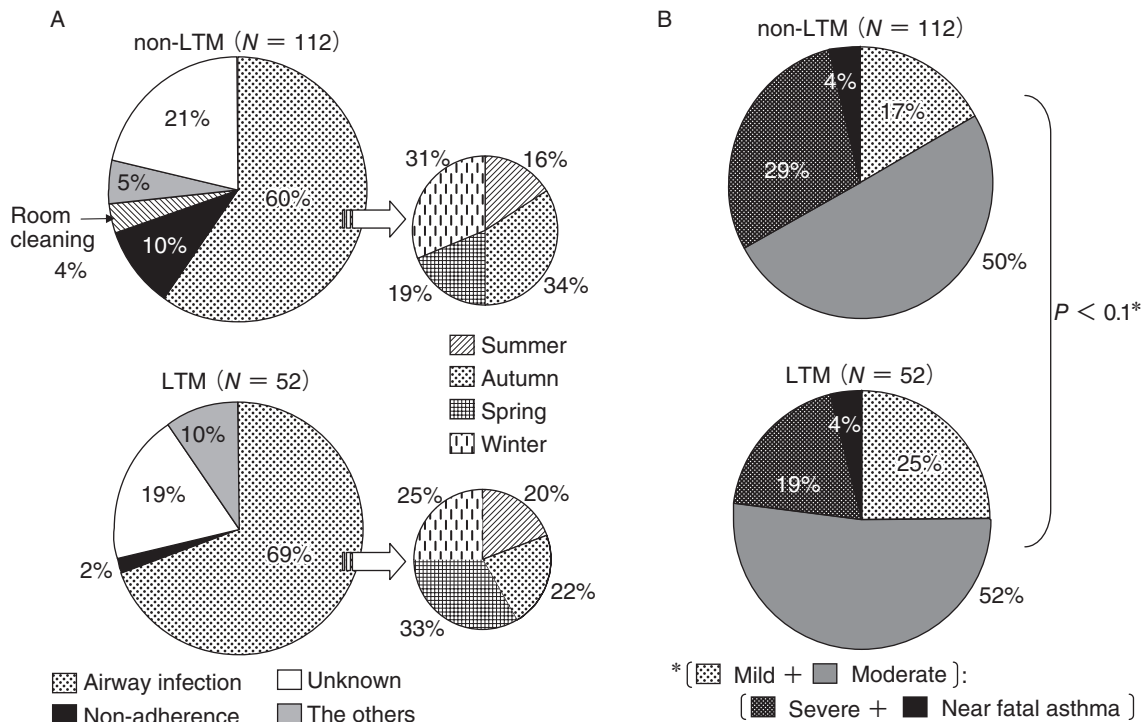 A
non-LTM (N = 112)
21%
5%
Room
cleaning
4%
10%
60%
31%
16%
19%
34%
Summer
Autumn
Spring
Winter
LTM (N = 52)
10%
19%
2%
69%
25%
20%
33%
22%
Airway infection
Unknown
Non-adherence
The others
B
non-LTM (N = 112)
4%
17%
29%
50%
P < 0.1*
LTM (N = 52)
4%
25%
19%
52%
*( Mild + Moderate ):
( Severe + Near fatal asthma )